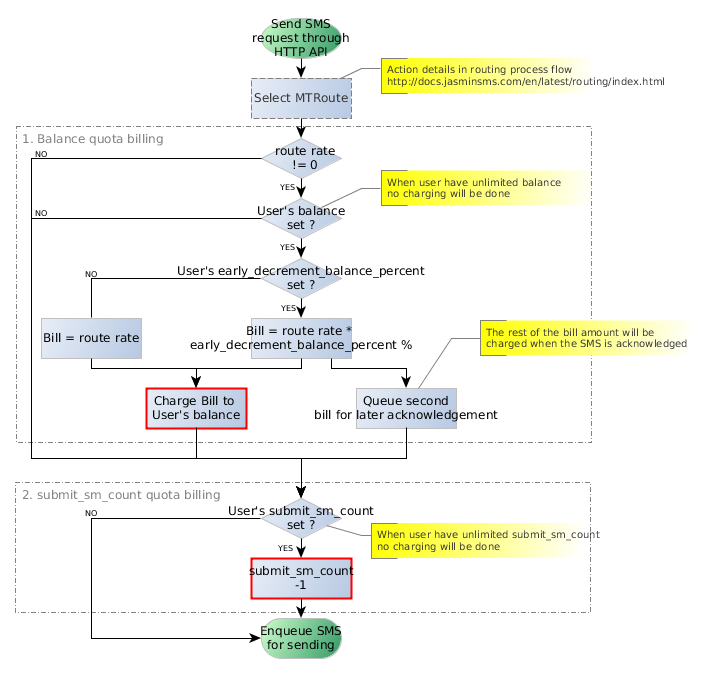 Send SMS
request through
HTTP API
Action details in routing process flow
http://docs.jasminsms.com/en/latest/routing/index.html
Select MTRoute
1. Balance quota billing
route rate
!= 0
NO
YES
When user have unlimited balance
no charging will be done
User's balance
set ?
NO
YES
User's early_decrement_balance_percent
set ?
NO
YES
Bill = route rate
Bill = route rate *
early_decrement_balance_percent %
The rest of the bill amount will be
charged when the SMS is acknowledged
Charge Bill to
User's balance
Queue second
bill for later acknowledgement
2. submit_sm_count quota billing
User's submit_sm_count
set ?
NO
YES
When user have unlimited submit_sm_count
no charging will be done
submit_sm_count
-1
Enqueue SMS
for sending